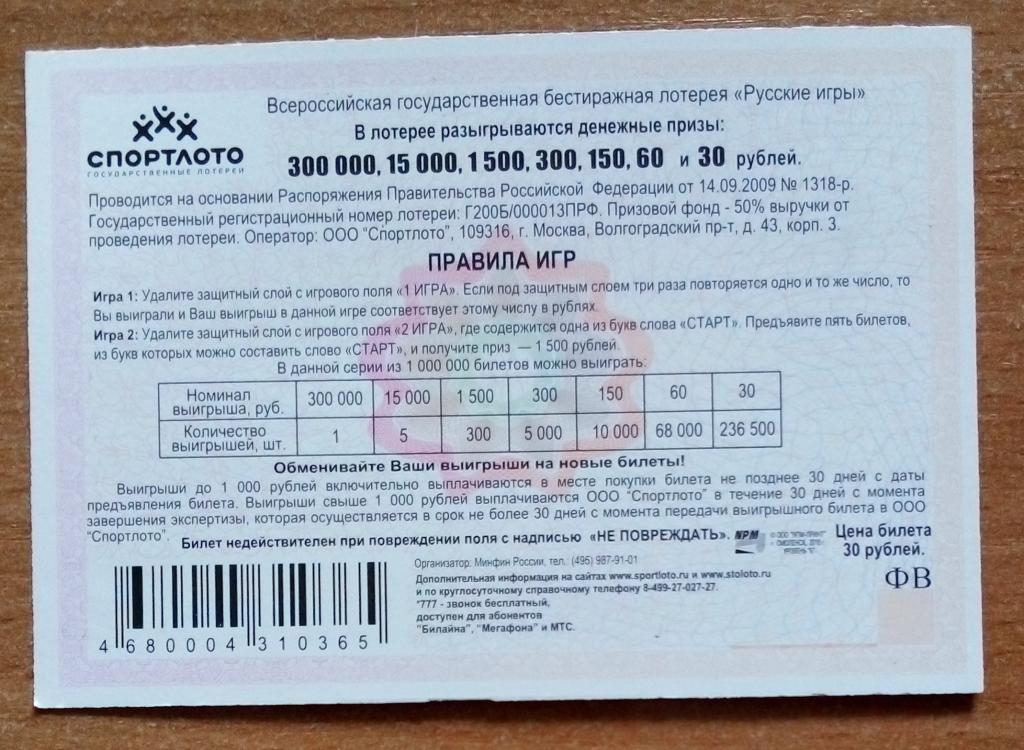 Всероссийская государственная бестиражная лотерея «Русские игры»
В лотерее разыгрываются денежные призы:
СПОРТЛОТО
ГОСУДАРСТВЕННЫЕ ЛОТЕРЕИ
300 000, 15 000, 1 500, 300, 150, 60 и 30 рублей.
Проводится на основании Распоряжения Правительства Российской Федерации от 14.09.2009 № 1318-р.
Государственный регистрационный номер лотереи: Г200Б/000013ПРФ. Призовой фонд - 50% выручки от
проведения лотереи. Оператор: ООО "Спортлото", 109316, г. Москва, Волгоградский пр-т, д. 43, корп. 3.
ПРАВИЛА ИГР
Игра 1: Удалите защитный слой с игрового поля «1 ИГРА». Если под защитным слоем три раза повторяется одно и то же число, то
Вы выиграли и Ваш выигрыш в данной игре соответствует этому числу в рублях.
Игра 2: Удалите защитный слой с игрового поля «2 ИГРА», где содержится одна из букв слова «СТАРТ». Предъявите пять билетов,
из букв которых можно составить слово «СТАРТ», и получите приз — 1 500 рублей.
В данной серии из 1 000 000 билетов можно выиграть:
Номинал выигрыша, руб. 300 000 15 000 1 500 300 150 60 30
Количество выигрышей, шт. 1 5 300 5 000 10 000 68 000 236 500
Обменивайте Ваши выигрыши на новые билеты!
Выигрыши до 1 000 рублей включительно выплачиваются в месте покупки билета не позднее 30 дней с даты
предъявления билета. Выигрыши свыше 1 000 рублей выплачиваются ООО "Спортлото" в течение 30 дней с момента
завершения экспертизы, которая осуществляется в срок не более 30 дней с момента передачи выигрышного билета в ООО
"Спортлото".
Билет недействителен при повреждении поля с надписью «НЕ ПОВРЕЖДАТЬ».
NPM
Цена билета
30 рублей.
ФВ
Организатор: Минфин России, тел. (495) 987-91-01
Дополнительная информация на сайтах www.sportloto.ru и www.stoloto.ru
и по круглосуточному справочному телефону 8-499-27-027-27.
*777 - звонок бесплатный,
доступен для абонентов
"Билайна", "Мегафона" и МТС.
4 680004 310365